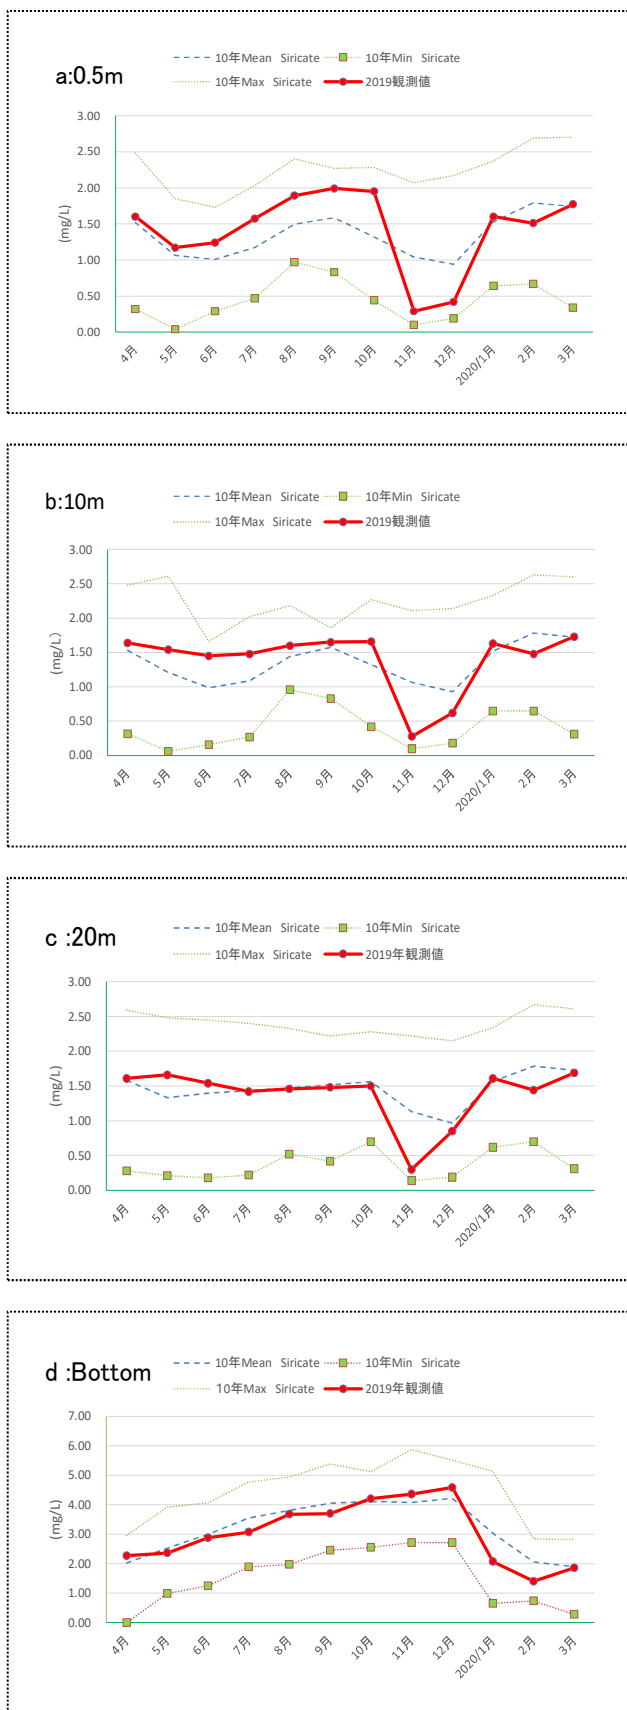 a:0.5m
10年Mean Siricate 10年Min Siricate
10年Max Siricate 2019観測値
(mg/L)
3.00
2.50
2.00
1.50
1.00
0.50
0.00
4月 5月 6月 7月 8月 9月 10月 11月 12月 2020/1月 2月 3月
b:10m
10年Mean Siricate 10年Min Siricate
10年Max Siricate 2019観測値
(mg/L)
3.00
2.50
2.00
1.50
1.00
0.50
0.00
4月 5月 6月 7月 8月 9月 10月 11月 12月 2020/1月 2月 3月
c :20m
10年Mean Siricate 10年Min Siricate
10年Max Siricate 2019年観測値
(mg/L)
3.00
2.50
2.00
1.50
1.00
0.50
0.00
4月 5月 6月 7月 8月 9月 10月 11月 12月 2020/1月 2月 3月
d :Bottom
10年Mean Siricate 10年Min Siricate
10年Max Siricate 2019年観測値
(mg/L)
7.00
6.00
5.00
4.00
3.00
2.00
1.00
0.00
4月 5月 6月 7月 8月 9月 10月 11月 12月 2020/1月 2月 3月